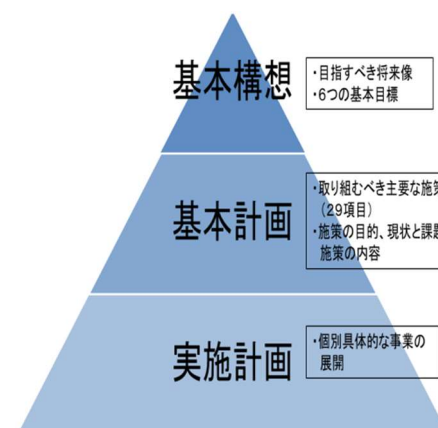 基本構想
・目指すべき将来像
・6つの基本目標
基本計画
・取り組むべき主要な施策
（29項目）
・施策の目的、現状と課題
施策の内容
実施計画
・個別具体的な事業の
展開